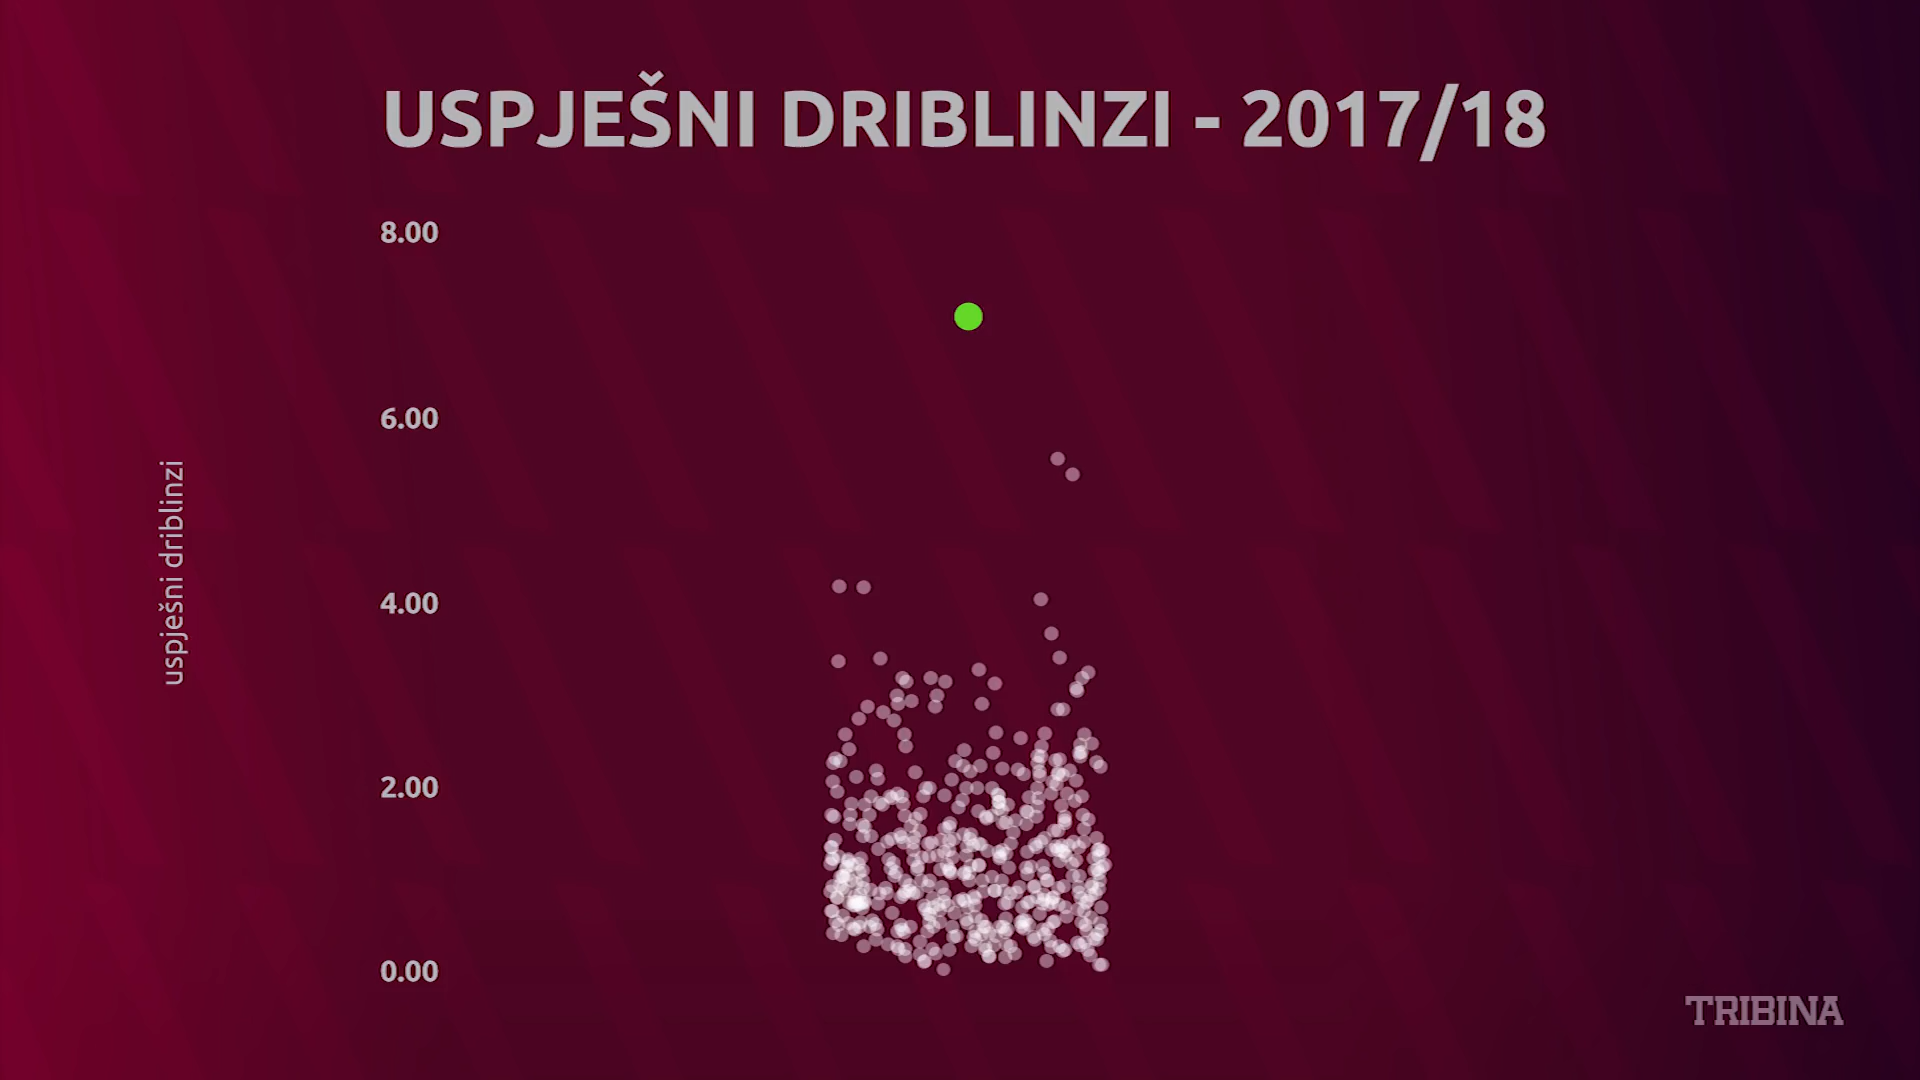 USPJEŠNI DRIBLINZI - 2017/18
8.00
6.00
uspješni driblinzi
4.00
2.00
0.00
TRIBINA